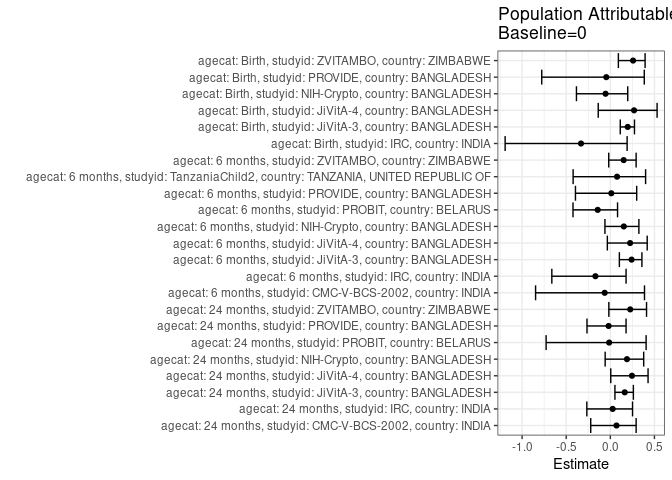 Population Attributable
Baseline=0
agecat: Birth, studyid: ZVITAMBO, country: ZIMBABWE
agecat: Birth, studyid: PROVIDE, country: BANGLADESH
agecat: Birth, studyid: NIH-Crypto, country: BANGLADESH
agecat: Birth, studyid: JiVitA-4, country: BANGLADESH
agecat: Birth, studyid: JiVitA-3, country: BANGLADESH
agecat: Birth, studyid: IRC, country: INDIA
agecat: 6 months, studyid: ZVITAMBO, country: ZIMBABWE
agecat: 6 months, studyid: TanzaniaChild2, country: TANZANIA, UNITED REPUBLIC OF
agecat: 6 months, studyid: PROVIDE, country: BANGLADESH
agecat: 6 months, studyid: PROBIT, country: BELARUS
agecat: 6 months, studyid: NIH-Crypto, country: BANGLADESH
agecat: 6 months, studyid: JiVitA-4, country: BANGLADESH
agecat: 6 months, studyid: JiVitA-3, country: BANGLADESH
agecat: 6 months, studyid: IRC, country: INDIA
agecat: 6 months, studyid: CMC-V-BCS-2002, country: INDIA
agecat: 24 months, studyid: ZVITAMBO, country: ZIMBABWE
agecat: 24 months, studyid: PROVIDE, country: BANGLADESH
agecat: 24 months, studyid: PROBIT, country: BELARUS
agecat: 24 months, studyid: NIH-Crypto, country: BANGLADESH
agecat: 24 months, studyid: JiVitA-4, country: BANGLADESH
agecat: 24 months, studyid: JiVitA-3, country: BANGLADESH
agecat: 24 months, studyid: IRC, country: INDIA
agecat: 24 months, studyid: CMC-V-BCS-2002, country: INDIA
-1.0 -0.5 0.0 0.5
Estimate